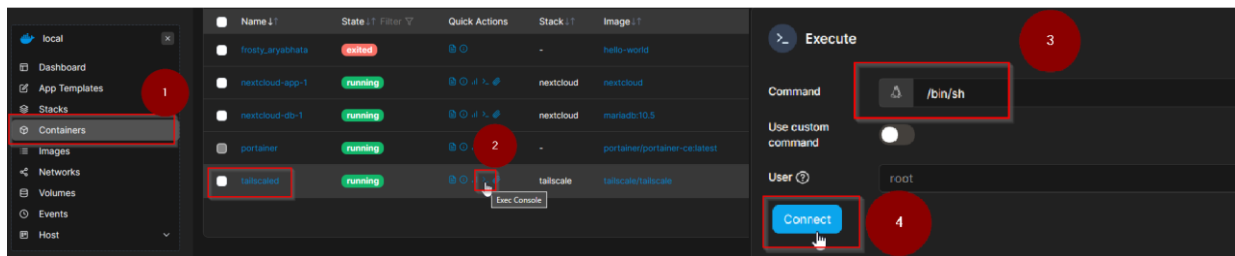 local
Dashboard
App Templates
Stacks
Containers
Images
Networks
Volumes
Events
Host
1
Name↓↑ State↓↑ Filter Quick Actions Stack↓↑ Image↓↑
frosty_aryabhata exited - hello-world
nextcloud-app-1 running nextcloud nextcloud
nextcloud-db-1 running nextcloud mariadb:10.5
portainer running - portainer/portainer-ce:latest
tailscaled running tailscale tailscale/tailscale
2
Exec Console
>_ Execute
3
Command /bin/sh
Use custom
command
User root
Connect
4